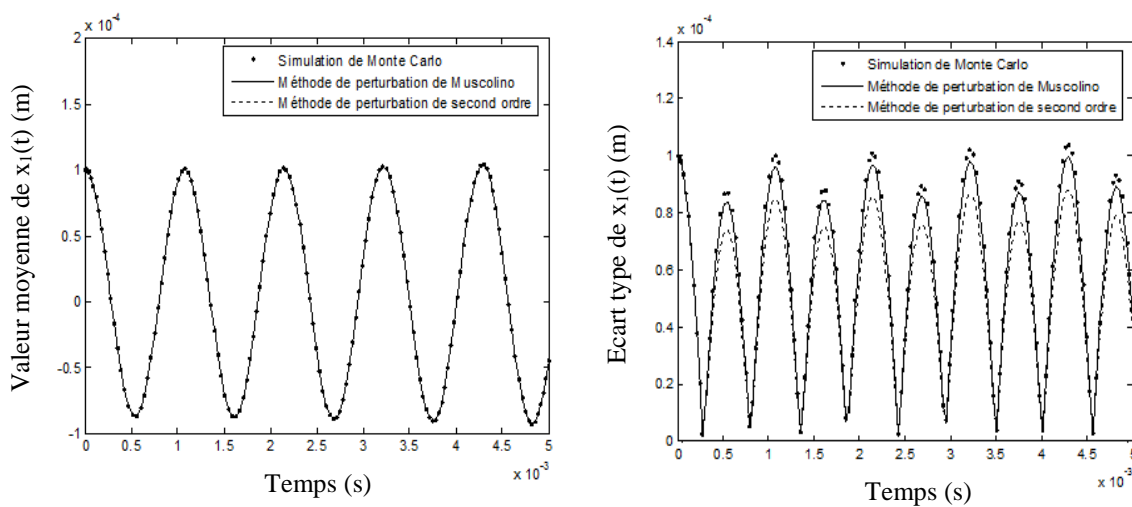 x 10⁻⁴
Valeur moyenne de x₁(t) (m)
2
1.5
1
0.5
0
-0.5
-1
Simulation de Monte Carlo
Méthode de perturbation de Muscolino
Méthode de perturbation de second ordre
0 0.5 1 1.5 2 2.5 3 3.5 4 4.5 5
x 10⁻³
Temps (s)
x 10⁻⁴
Ecart type de x₁(t) (m)
1.4
1.2
1
0.8
0.6
0.4
0.2
0
Simulation de Monte Carlo
Méthode de perturbation de Muscolino
Méthode de perturbation de second ordre
0 0.5 1 1.5 2 2.5 3 3.5 4 4.5 5
x 10⁻³
Temps (s)